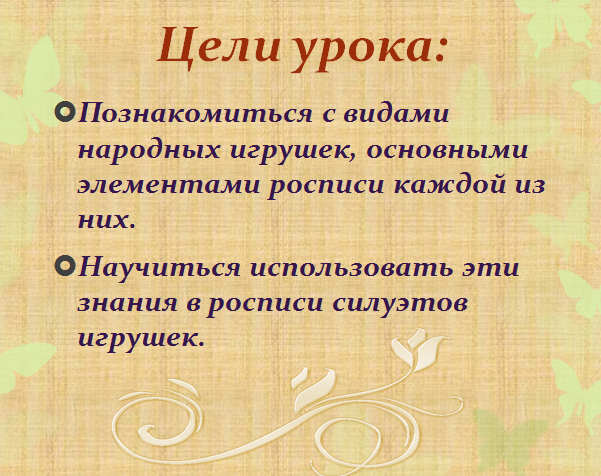 Цели урока:
Познакомиться с видами
народных игрушек, основными
элементами росписи каждой из
них.
Научиться использовать эти
знания в росписи силуэтов
игрушек.